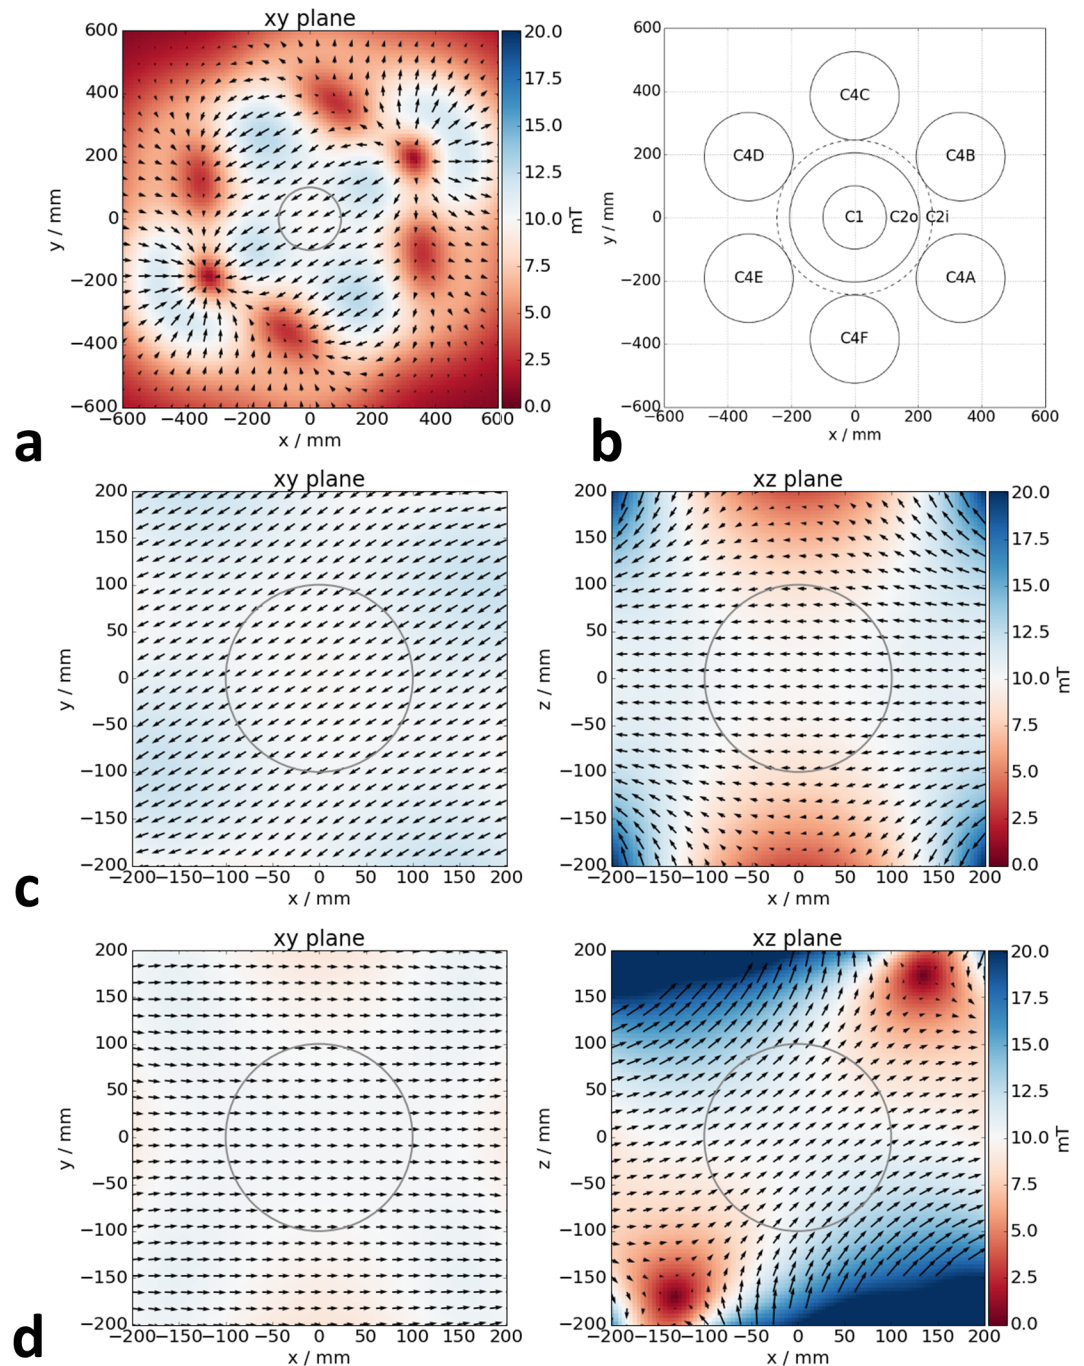 xy plane
600
400
200
0
−200
−400
−600
−600 −400 −200 0 200 400 600
x / mm
y / mm
20.0
17.5
15.0
12.5
10.0
7.5
5.0
2.5
0.0
mT
a
600
400
200
0
−200
−400
−600
−600 −400 −200 0 200 400 600
x / mm
y / mm
C4C
C4D
C4B
C1
C2o
C2i
C4E
C4A
C4F
b
xy plane
200
150
100
50
0
−50
−100
−150
−200
−200 −150 −100 −50 0 50 100 150 200
x / mm
y / mm
xz plane
200
150
100
50
0
−50
−100
−150
−200
−200 −150 −100 −50 0 50 100 150 200
x / mm
z / mm
20.0
17.5
15.0
12.5
10.0
7.5
5.0
2.5
0.0
mT
c
xy plane
200
150
100
50
0
−50
−100
−150
−200
−200 −150 −100 −50 0 50 100 150 200
x / mm
y / mm
xz plane
200
150
100
50
0
−50
−100
−150
−200
−200 −150 −100 −50 0 50 100 150 200
x / mm
z / mm
20.0
17.5
15.0
12.5
10.0
7.5
5.0
2.5
0.0
mT
d